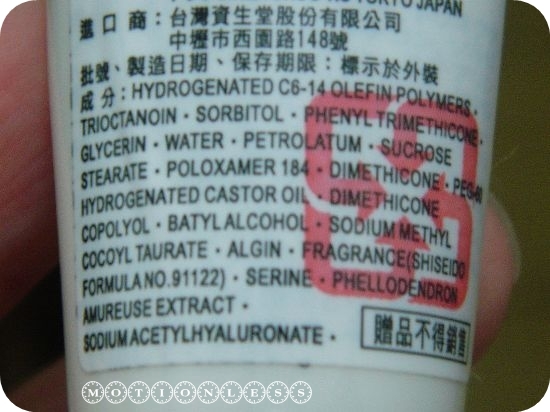 TOKYO JAPAN
進口商:台灣資生堂股份有限公司
中壢市西園路148號
批號、製造日期、保存期限:標示於外裝
成分:HYDROGENATED C6-14 OLEFIN POLYMERS·
TRIOCTANOIN·SORBITOL·PHENYL TRIMETHICONE·
GLYCERIN·WATER·PETROLATUM·SUCROSE
STEARATE·POLOXAMER 184·DIMETHICONE·PEG-60
HYDROGENATED CASTOR OIL·DIMETHICONE
COPOLYOL·BATYL ALCOHOL·SODIUM METHYL
COCOYL TAURATE·ALGIN·FRAGRANCE(SHISEIDO
FORMULA NO.91122)·SERINE·PHELLODENDRON
AMUREUSE EXTRACT·
SODIUM ACETYLHYALURONATE·
贈品不得銷售
MOTIONLESS